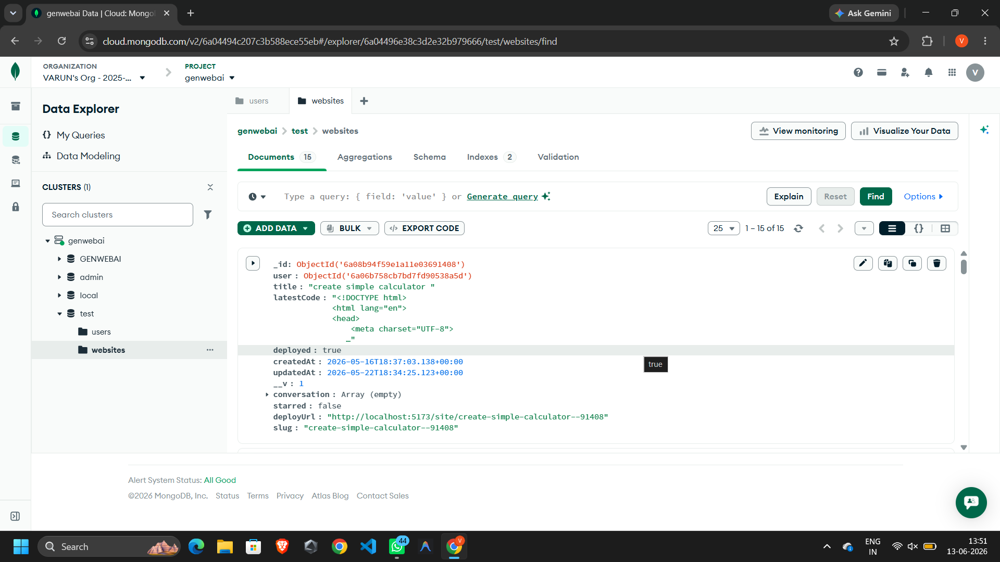 genwebai Data | Cloud: Mongo
Ask Gemini
cloud.mongodb.com/v2/6a04494c207c3b588ece55eb#/explorer/6a04496e38c3d2e32b979666/test/websites/find
V
ORGANIZATION
VARUN's Org - 2025-...
PROJECT
genwebai
V
Data Explorer
My Queries
Data Modeling
CLUSTERS (1)
Search clusters
genwebai
GENWEBAI
admin
local
test
users
websites
users
websites
genwebai > test > websites
View monitoring
Visualize Your Data
Documents 15
Aggregations
Schema
Indexes 2
Validation
Type a query: { field: 'value' } or Generate query
Explain
Reset
Find
Options
ADD DATA
BULK
EXPORT CODE
25
1 – 15 of 15
_id: ObjectId('6a08b94f59e1a11e03691408')
user : ObjectId('6a06b758cb7bd7fd90538a5d')
title : "create simple calculator "
latestCode : "<!DOCTYPE html>
<html lang="en">
<head>
<meta charset="UTF-8">
…"
deployed : true
createdAt : 2026-05-16T18:37:03.138+00:00
true
updatedAt : 2026-05-22T18:34:25.123+00:00
__v : 1
conversation : Array (empty)
starred : false
deployUrl : "http://localhost:5173/site/create-simple-calculator--91408"
slug : "create-simple-calculator--91408"
Alert System Status: All Good
©2026 MongoDB, Inc. Status Terms Privacy Atlas Blog Contact Sales
Search
44
V
ENG
IN
13:51
13-06-2026